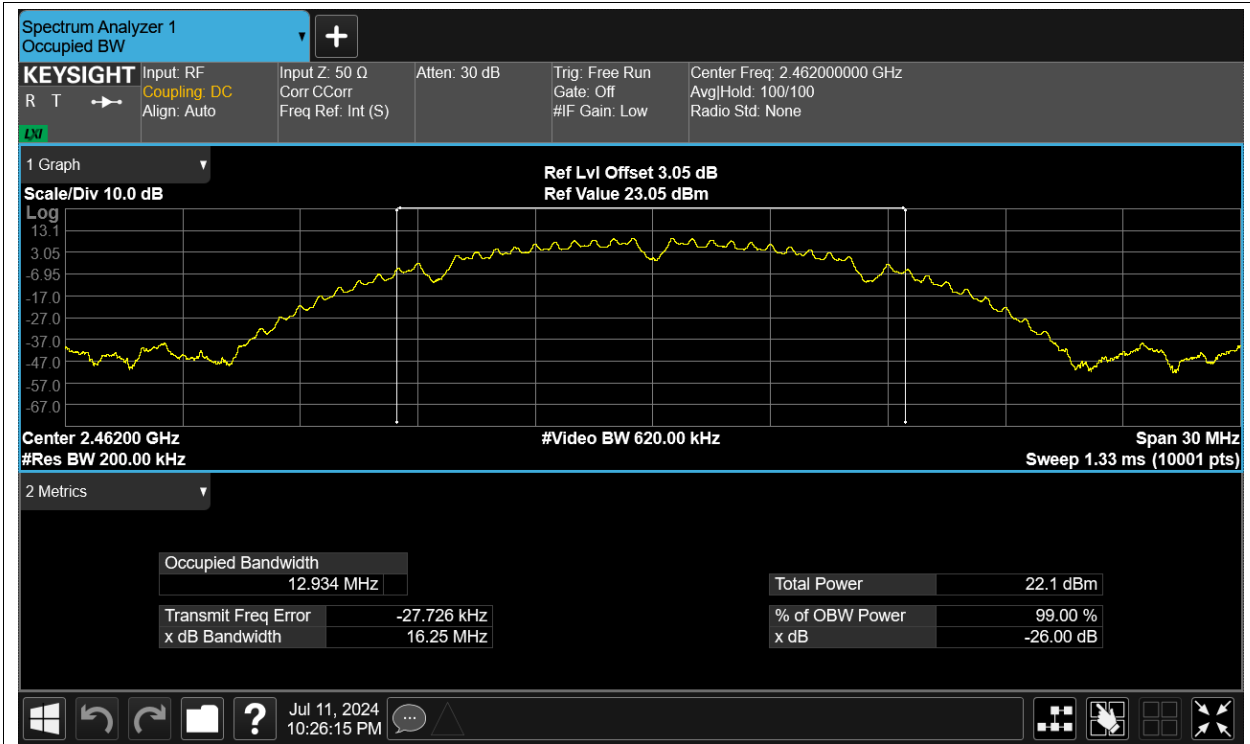 Spectrum Analyzer 1
Occupied BW
KEYSIGHT
R T
LXI
Input: RF
Coupling: DC
Align: Auto
Input Z: 50 Ω
Corr CCorr
Freq Ref: Int (S)
Atten: 30 dB
Trig: Free Run
Gate: Off
#IF Gain: Low
Center Freq: 2.462000000 GHz
Avg|Hold: 100/100
Radio Std: None
1 Graph
Scale/Div 10.0 dB
Ref Lvl Offset 3.05 dB
Ref Value 23.05 dBm
Log
13.1
3.05
-6.95
-17.0
-27.0
-37.0
-47.0
-57.0
-67.0
Center 2.46200 GHz
#Video BW 620.00 kHz
Span 30 MHz
#Res BW 200.00 kHz
Sweep 1.33 ms (10001 pts)
2 Metrics
Occupied Bandwidth
12.934 MHz
Total Power 22.1 dBm
Transmit Freq Error -27.726 kHz
% of OBW Power 99.00 %
x dB Bandwidth 16.25 MHz
x dB -26.00 dB
Jul 11, 2024
10:26:15 PM